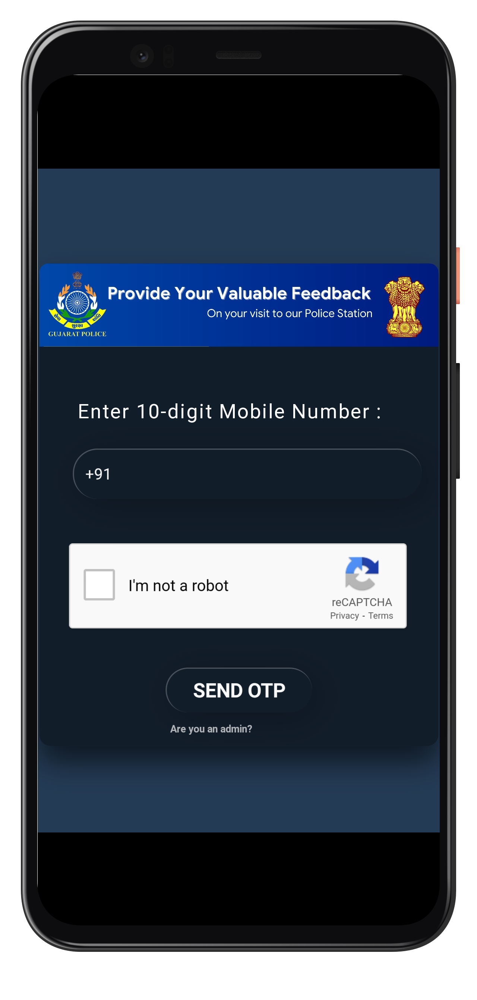 Provide Your Valuable Feedback
On your visit to our Police Station
સેવા
સુરક્ષા
શાંતિ
GUJARAT POLICE
Enter 10-digit Mobile Number :
+91
I'm not a robot
reCAPTCHA
Privacy - Terms
SEND OTP
Are you an admin?